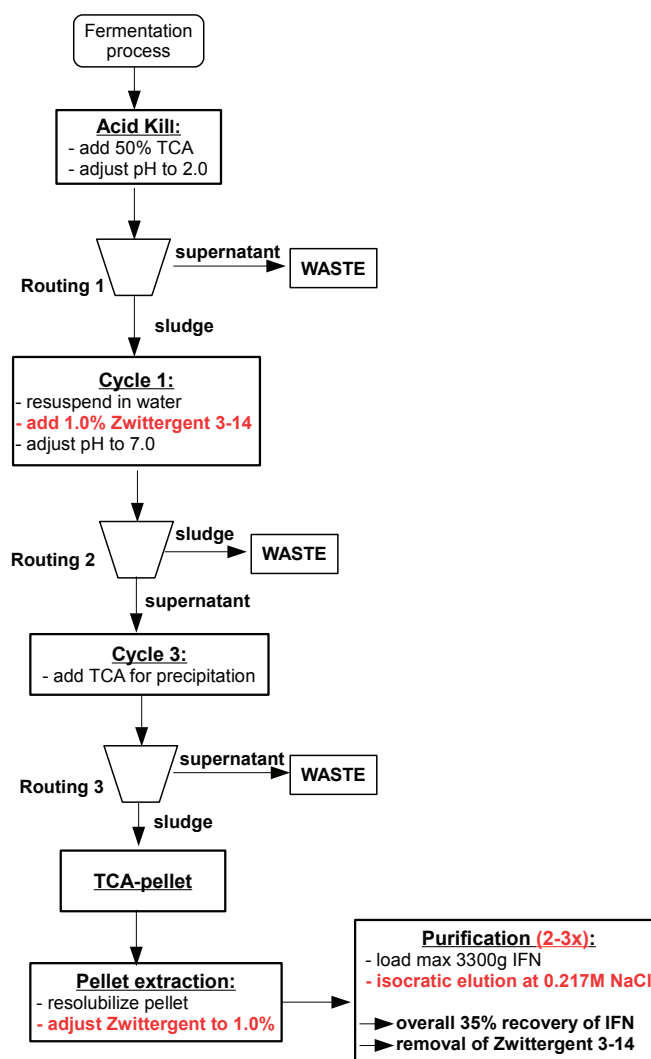 Fermentation
process
Acid Kill:
- add 50% TCA
- adjust pH to 2.0
supernatant
WASTE
Routing 1
sludge
Cycle 1:
- resuspend in water
- add 1.0% Zwittergent 3-14
- adjust pH to 7.0
sludge
WASTE
Routing 2
supernatant
Cycle 3:
- add TCA for precipitation
supernatant
WASTE
Routing 3
sludge
TCA-pellet
Pellet extraction:
- resolubilize pellet
- adjust Zwittergent to 1.0%
Purification (2-3x):
- load max 3300g IFN
- isocratic elution at 0.217M NaCl
overall 35% recovery of IFN
removal of Zwittergent 3-14